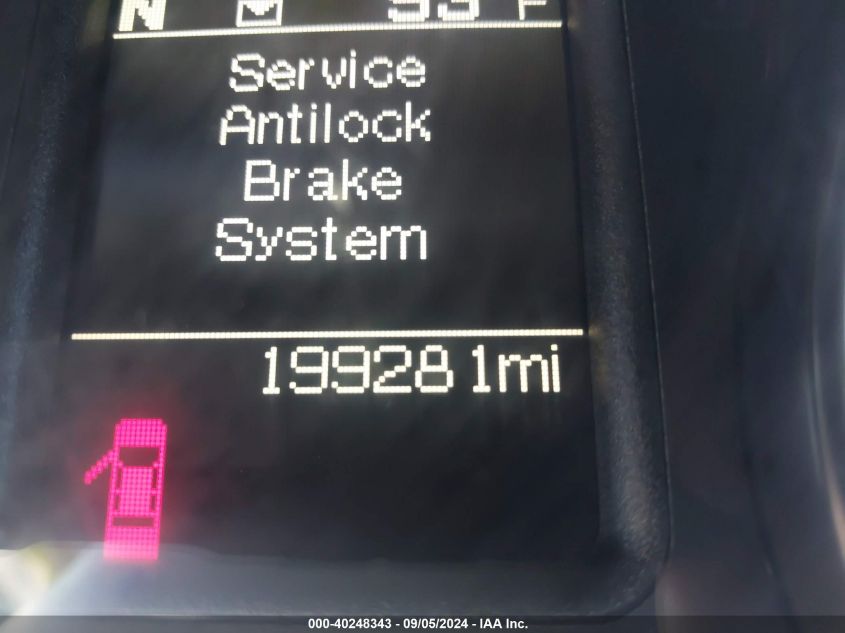 N F
Service
Antilock
Brake
System
199281mi
000-40248343 - 09/05/2024 - IAA Inc.